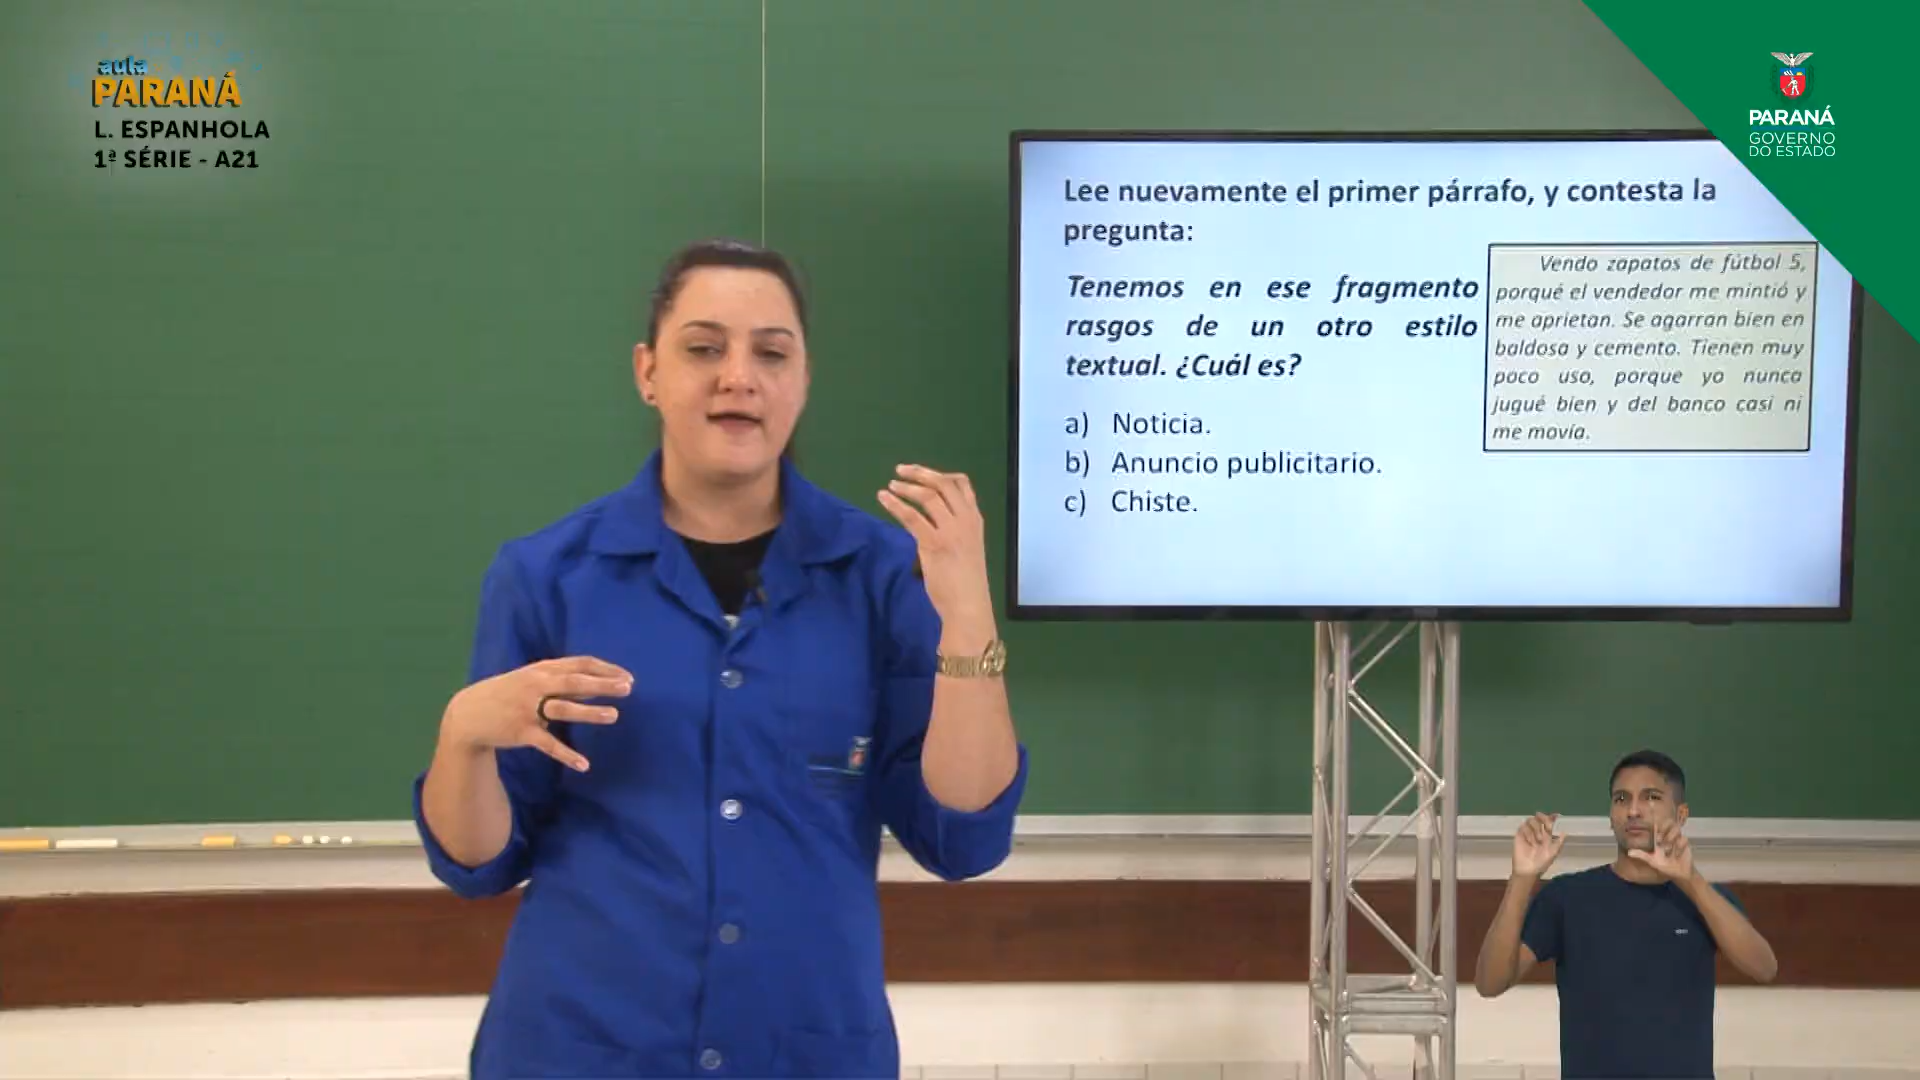 aula
PARANÁ
L. ESPANHOLA
1ª SÉRIE - A21
PARANÁ
GOVERNO
DO ESTADO
Lee nuevamente el primer párrafo, y contesta la
pregunta:
Tenemos en ese fragmento
rasgos de un otro estilo
textual. ¿Cuál es?
a) Noticia.
b) Anuncio publicitario.
c) Chiste.
Vendo zapatos de fútbol 5,
porqué el vendedor me mintió y
me aprietan. Se agarran bien en
baldosa y cemento. Tienen muy
poco uso, porque yo nunca
jugué bien y del banco casi ni
me movía.